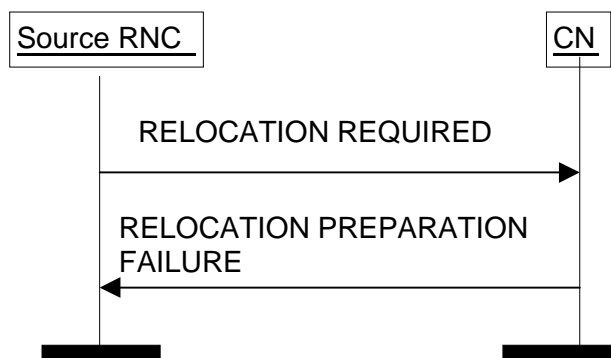 Source RNC
CN
RELOCATION REQUIRED
RELOCATION PREPARATION
FAILURE